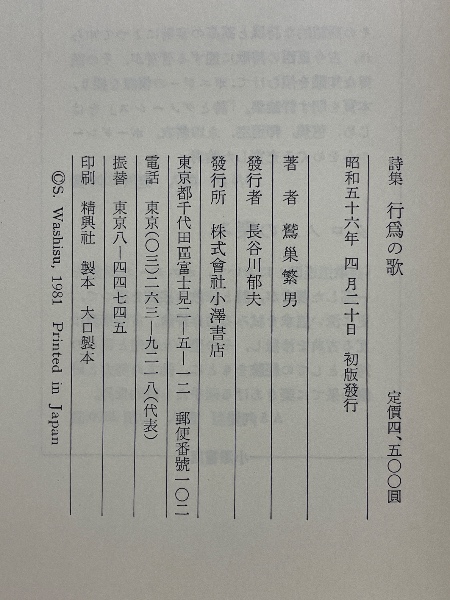 詩集 行爲の歌 定價四、五〇〇圓
昭和五十六年 四月二十日 初版發行
著者 鷲巣繁男
發行者 長谷川郁夫
發行所 株式會社小澤書店
東京都千代田區富士見二―五―一二 郵便番號一〇二
電話 東京(〇三)二六三―九二一八(代表)
振替 東京八―四四七四五
印刷 精興社 製本 大口製本
©S. Washisu, 1981 Printed in Japan